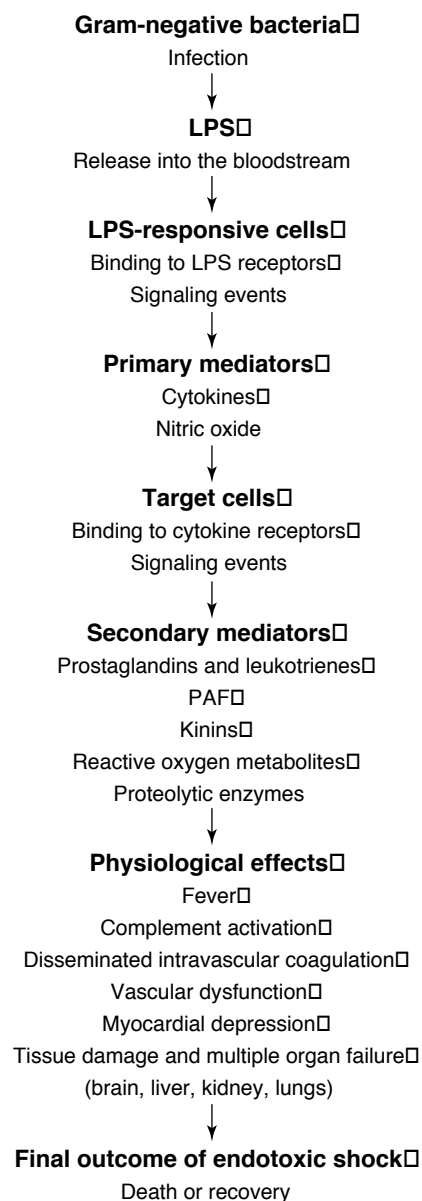 Gram-negative bacteria
Infection
LPS
Release into the bloodstream
LPS-responsive cells
Binding to LPS receptors
Signaling events
Primary mediators
Cytokines
Nitric oxide
Target cells
Binding to cytokine receptors
Signaling events
Secondary mediators
Prostaglandins and leukotrienes
PAF
Kinins
Reactive oxygen metabolites
Proteolytic enzymes
Physiological effects
Fever
Complement activation
Disseminated intravascular coagulation
Vascular dysfunction
Myocardial depression
Tissue damage and multiple organ failure
(brain, liver, kidney, lungs)
Final outcome of endotoxic shock
Death or recovery